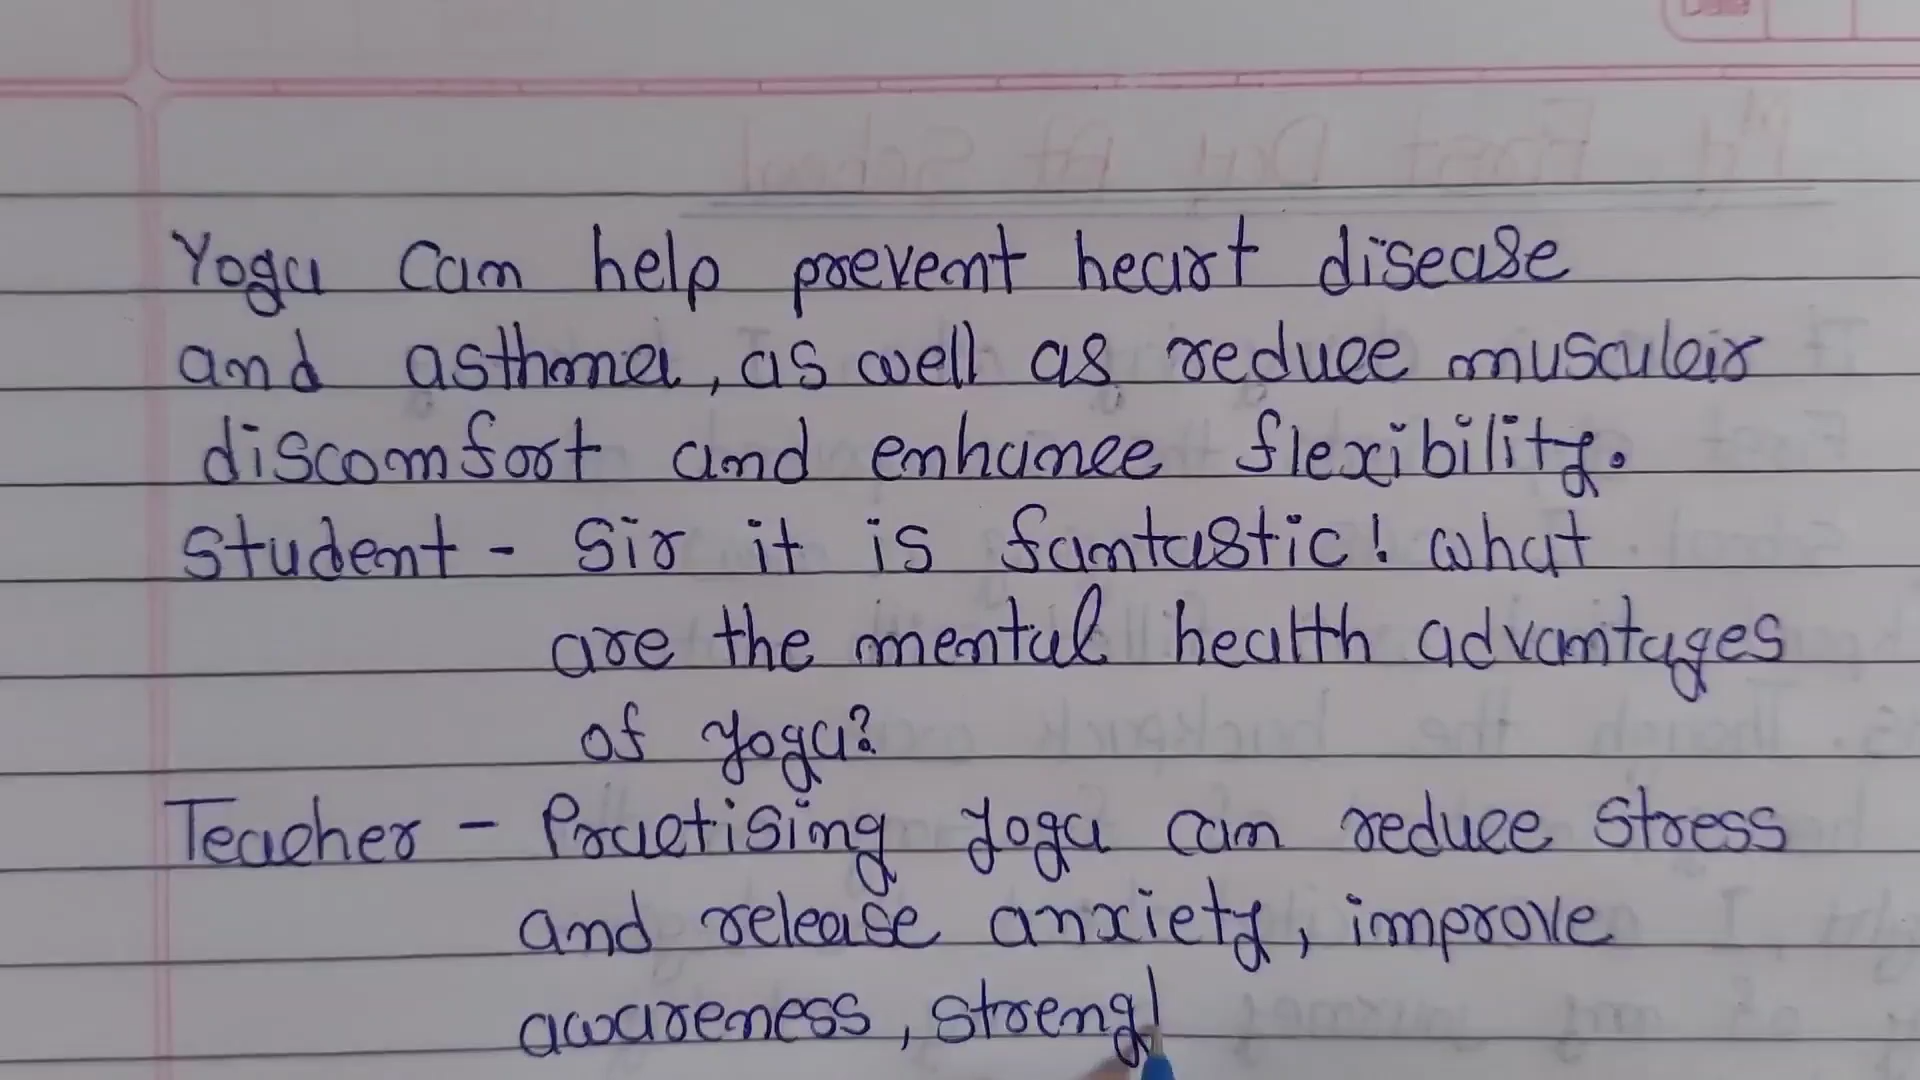 Yoga can help prevent heart disease
and asthma, as well as reduce muscular
discomfort and enhance flexibility.
Student - Sir it is fantastic! what
are the mental health advantages
of yoga?
Teacher - Practising yoga can reduce stress
and release anxiety, improve
awareness, streng